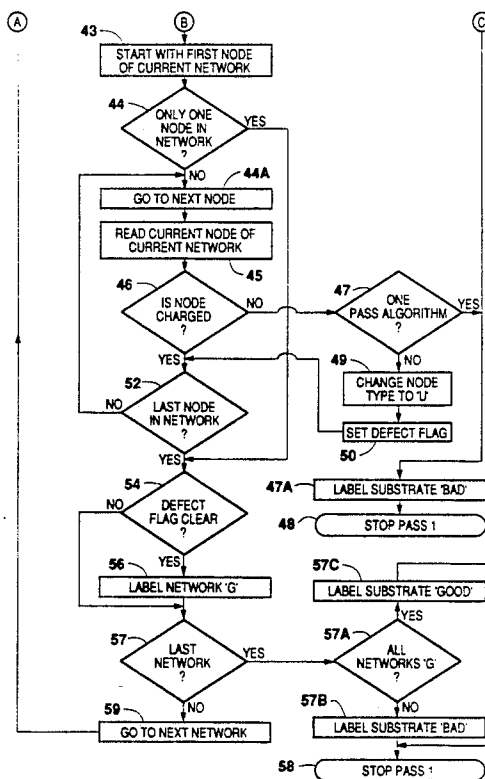 A
B
C
43
START WITH FIRST NODE
OF CURRENT NETWORK
44
ONLY ONE
NODE IN
NETWORK
?
YES
NO
44A
GO TO NEXT NODE
READ CURRENT NODE OF
CURRENT NETWORK
45
46
IS NODE
CHARGED
?
NO
YES
47
ONE
PASS ALGORITHM
?
YES
NO
49
CHANGE NODE
TYPE TO 'U'
SET DEFECT FLAG
50
52
NO
LAST NODE
IN NETWORK
?
YES
47A
LABEL SUBSTRATE 'BAD'
48
STOP PASS 1
54
NO
DEFECT
FLAG CLEAR
?
YES
56
LABEL NETWORK 'G'
57C
LABEL SUBSTRATE 'GOOD'
YES
57
LAST
NETWORK
?
YES
NO
57A
ALL
NETWORKS 'G'
?
NO
57B
LABEL SUBSTRATE 'BAD'
59
GO TO NEXT NETWORK
58
STOP PASS 1